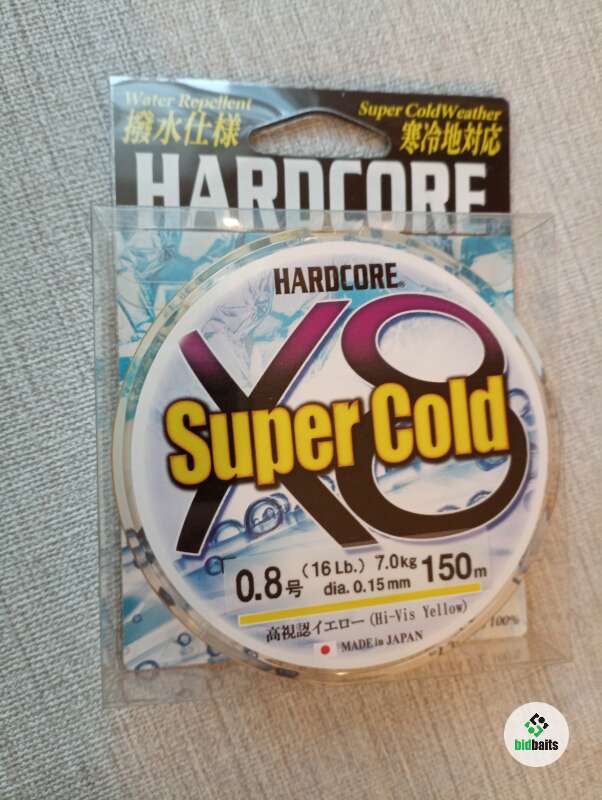 Water Repellent
撥水仕様
Super ColdWeather
寒冷地対応
HARDCORE
HARDCORE®
X8
Super Cold
0.8号 (16Lb.) 7.0kg dia. 0.15mm 150m
高視認イエロー(Hi-Vis Yellow)
100%
MADE in JAPAN
bidbaits